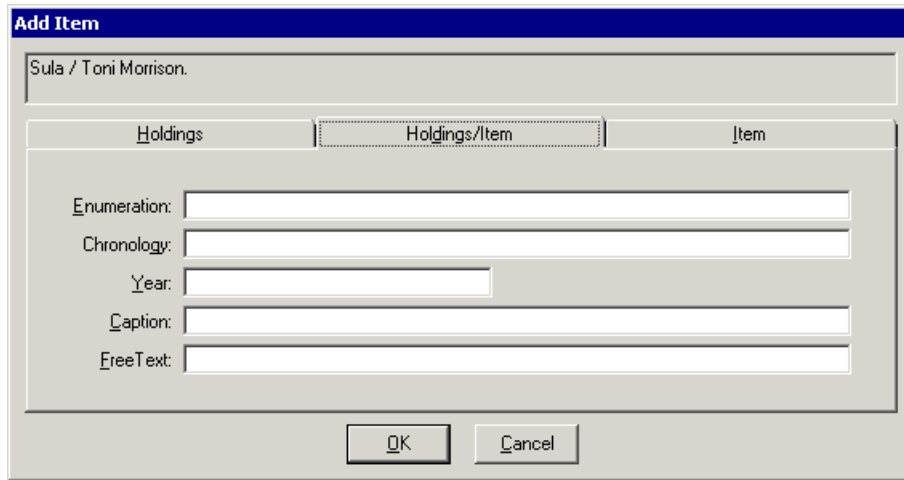 Add Item
Sula / Toni Morrison.
Holdings Holdings/Item Item
Enumeration:
Chronology:
Year:
Caption:
FreeText:
OK Cancel